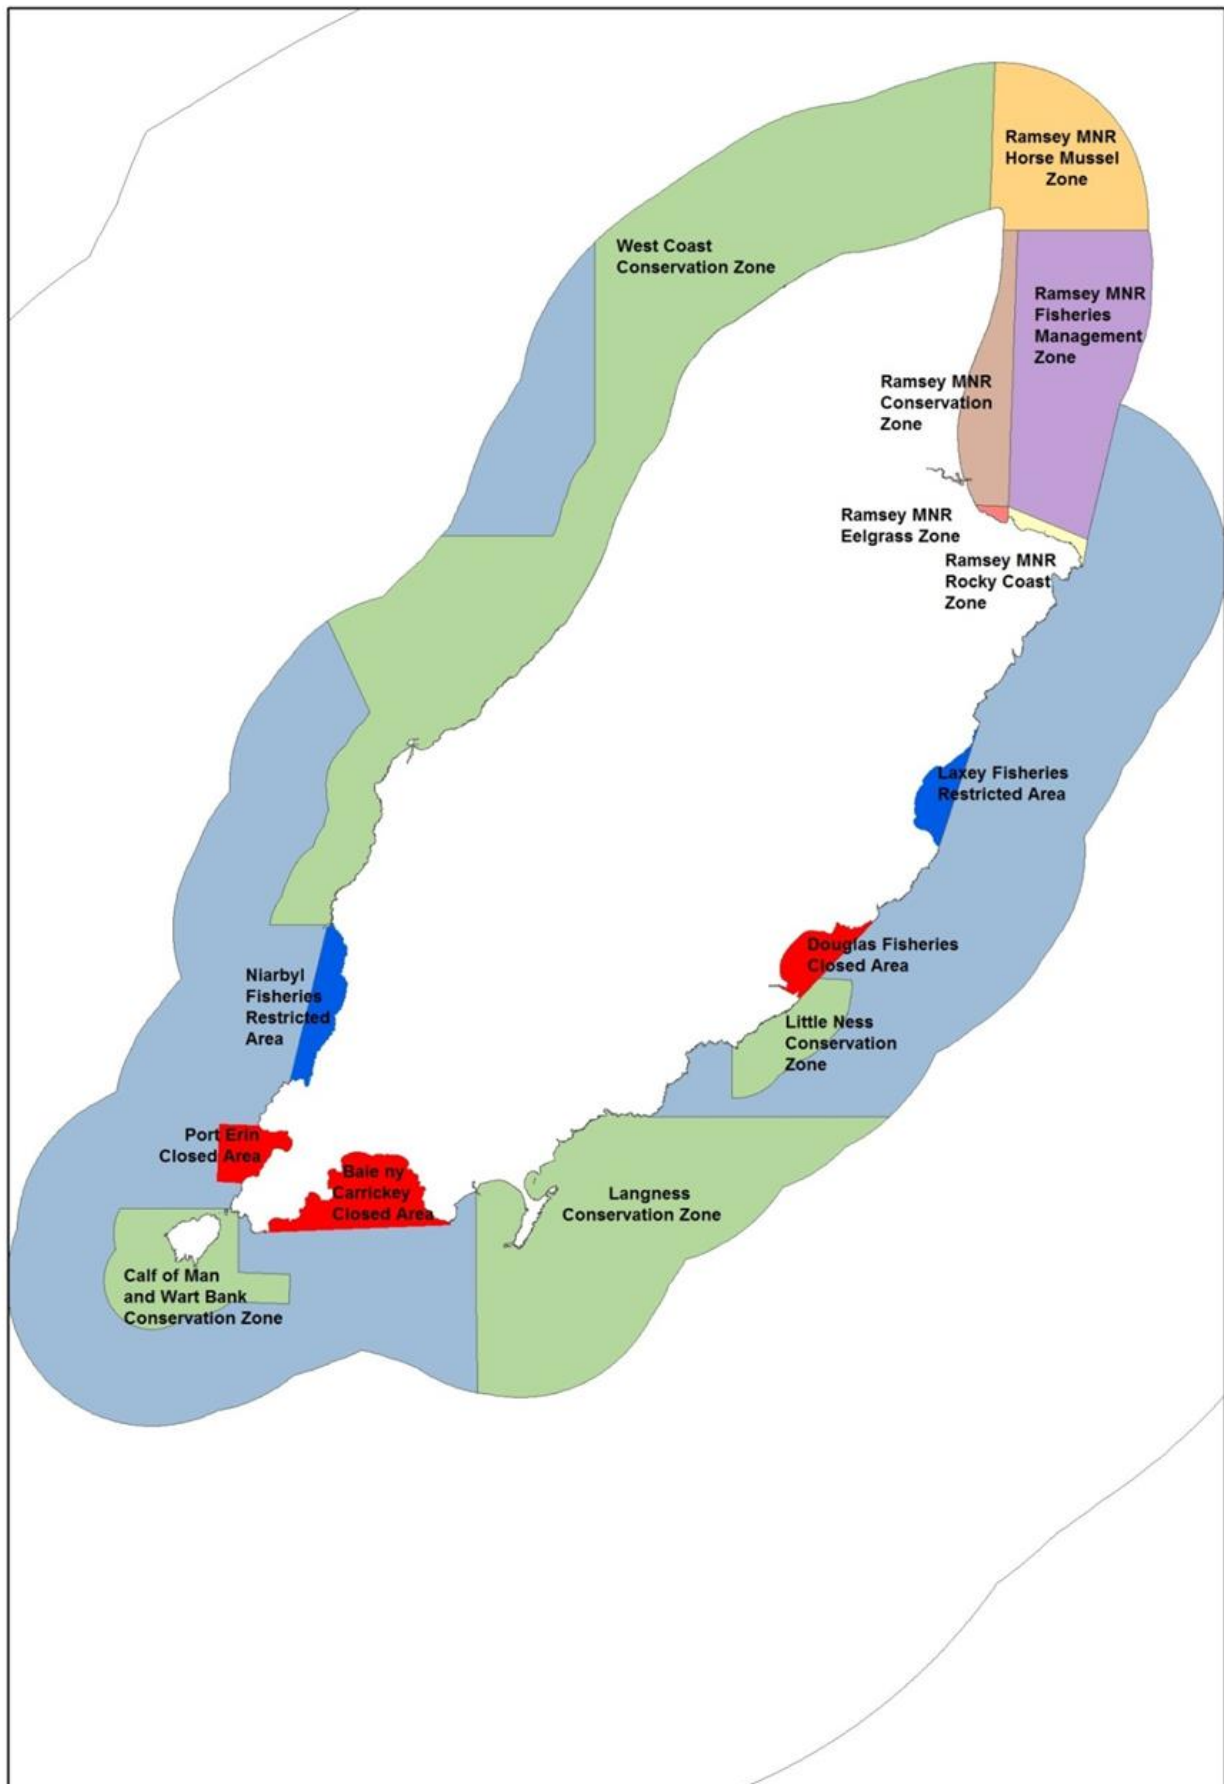 Ramsey MNR
Horse Mussel
Zone
West Coast
Conservation Zone
Ramsey MNR
Fisheries
Management
Zone
Ramsey MNR
Conservation
Zone
Ramsey MNR
Eelgrass Zone
Ramsey MNR
Rocky Coast
Zone
Laxey Fisheries
Restricted Area
Douglas Fisheries
Closed Area
Niarbyl
Fisheries
Restricted
Area
Little Ness
Conservation
Zone
Port Erin
Closed Area
Baie ny
Carrickey
Closed Area
Langness
Conservation Zone
Calf of Man
and Wart Bank
Conservation Zone